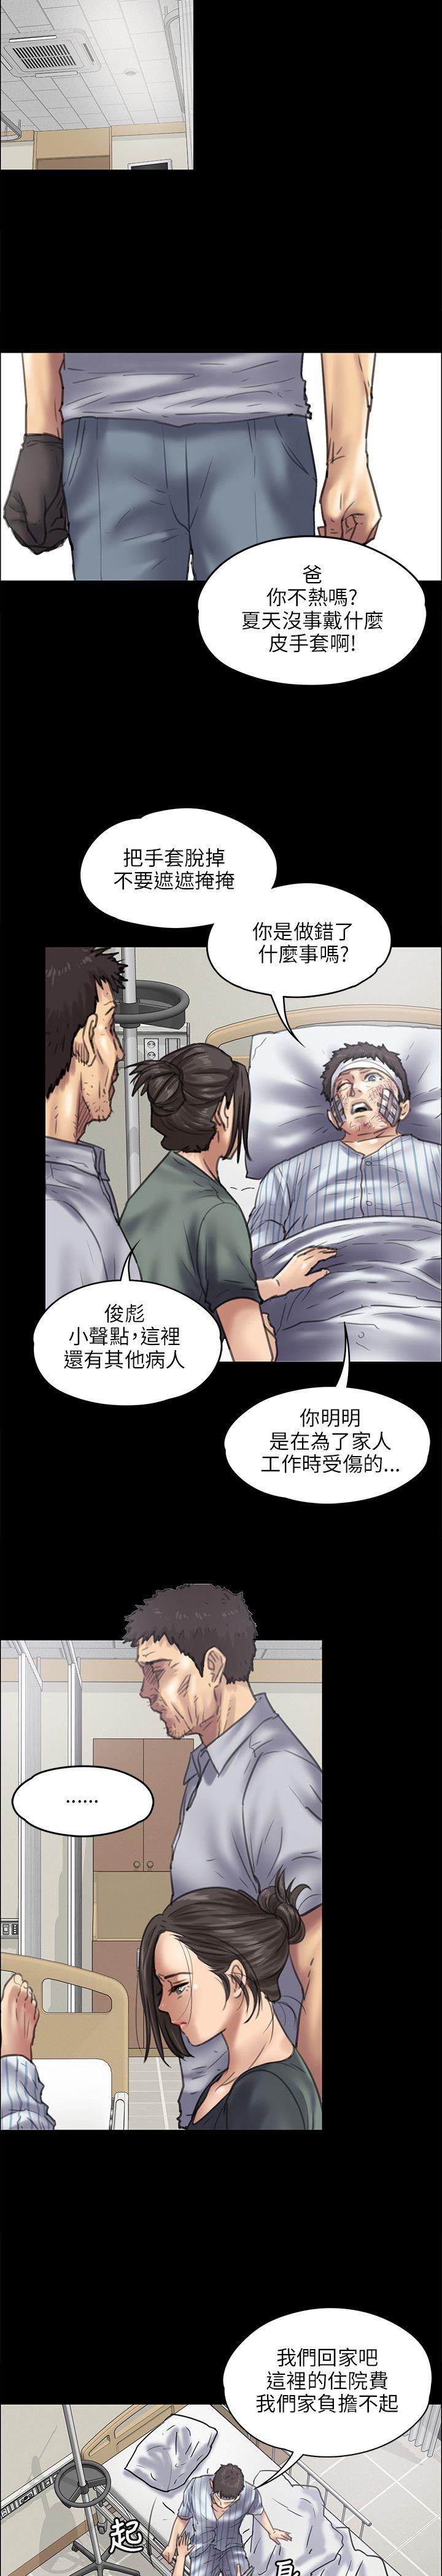 爸
你不熱嗎?
夏天沒事戴什麼
皮手套啊!
把手套脫掉
不要遮遮掩掩
你是做錯了
什麼事嗎?
俊彪
小聲點,這裡
還有其他病人
你明明
是在為了家人
工作時受傷的...
······
我們回家吧
這裡的住院費
我們家負擔不起
起
身